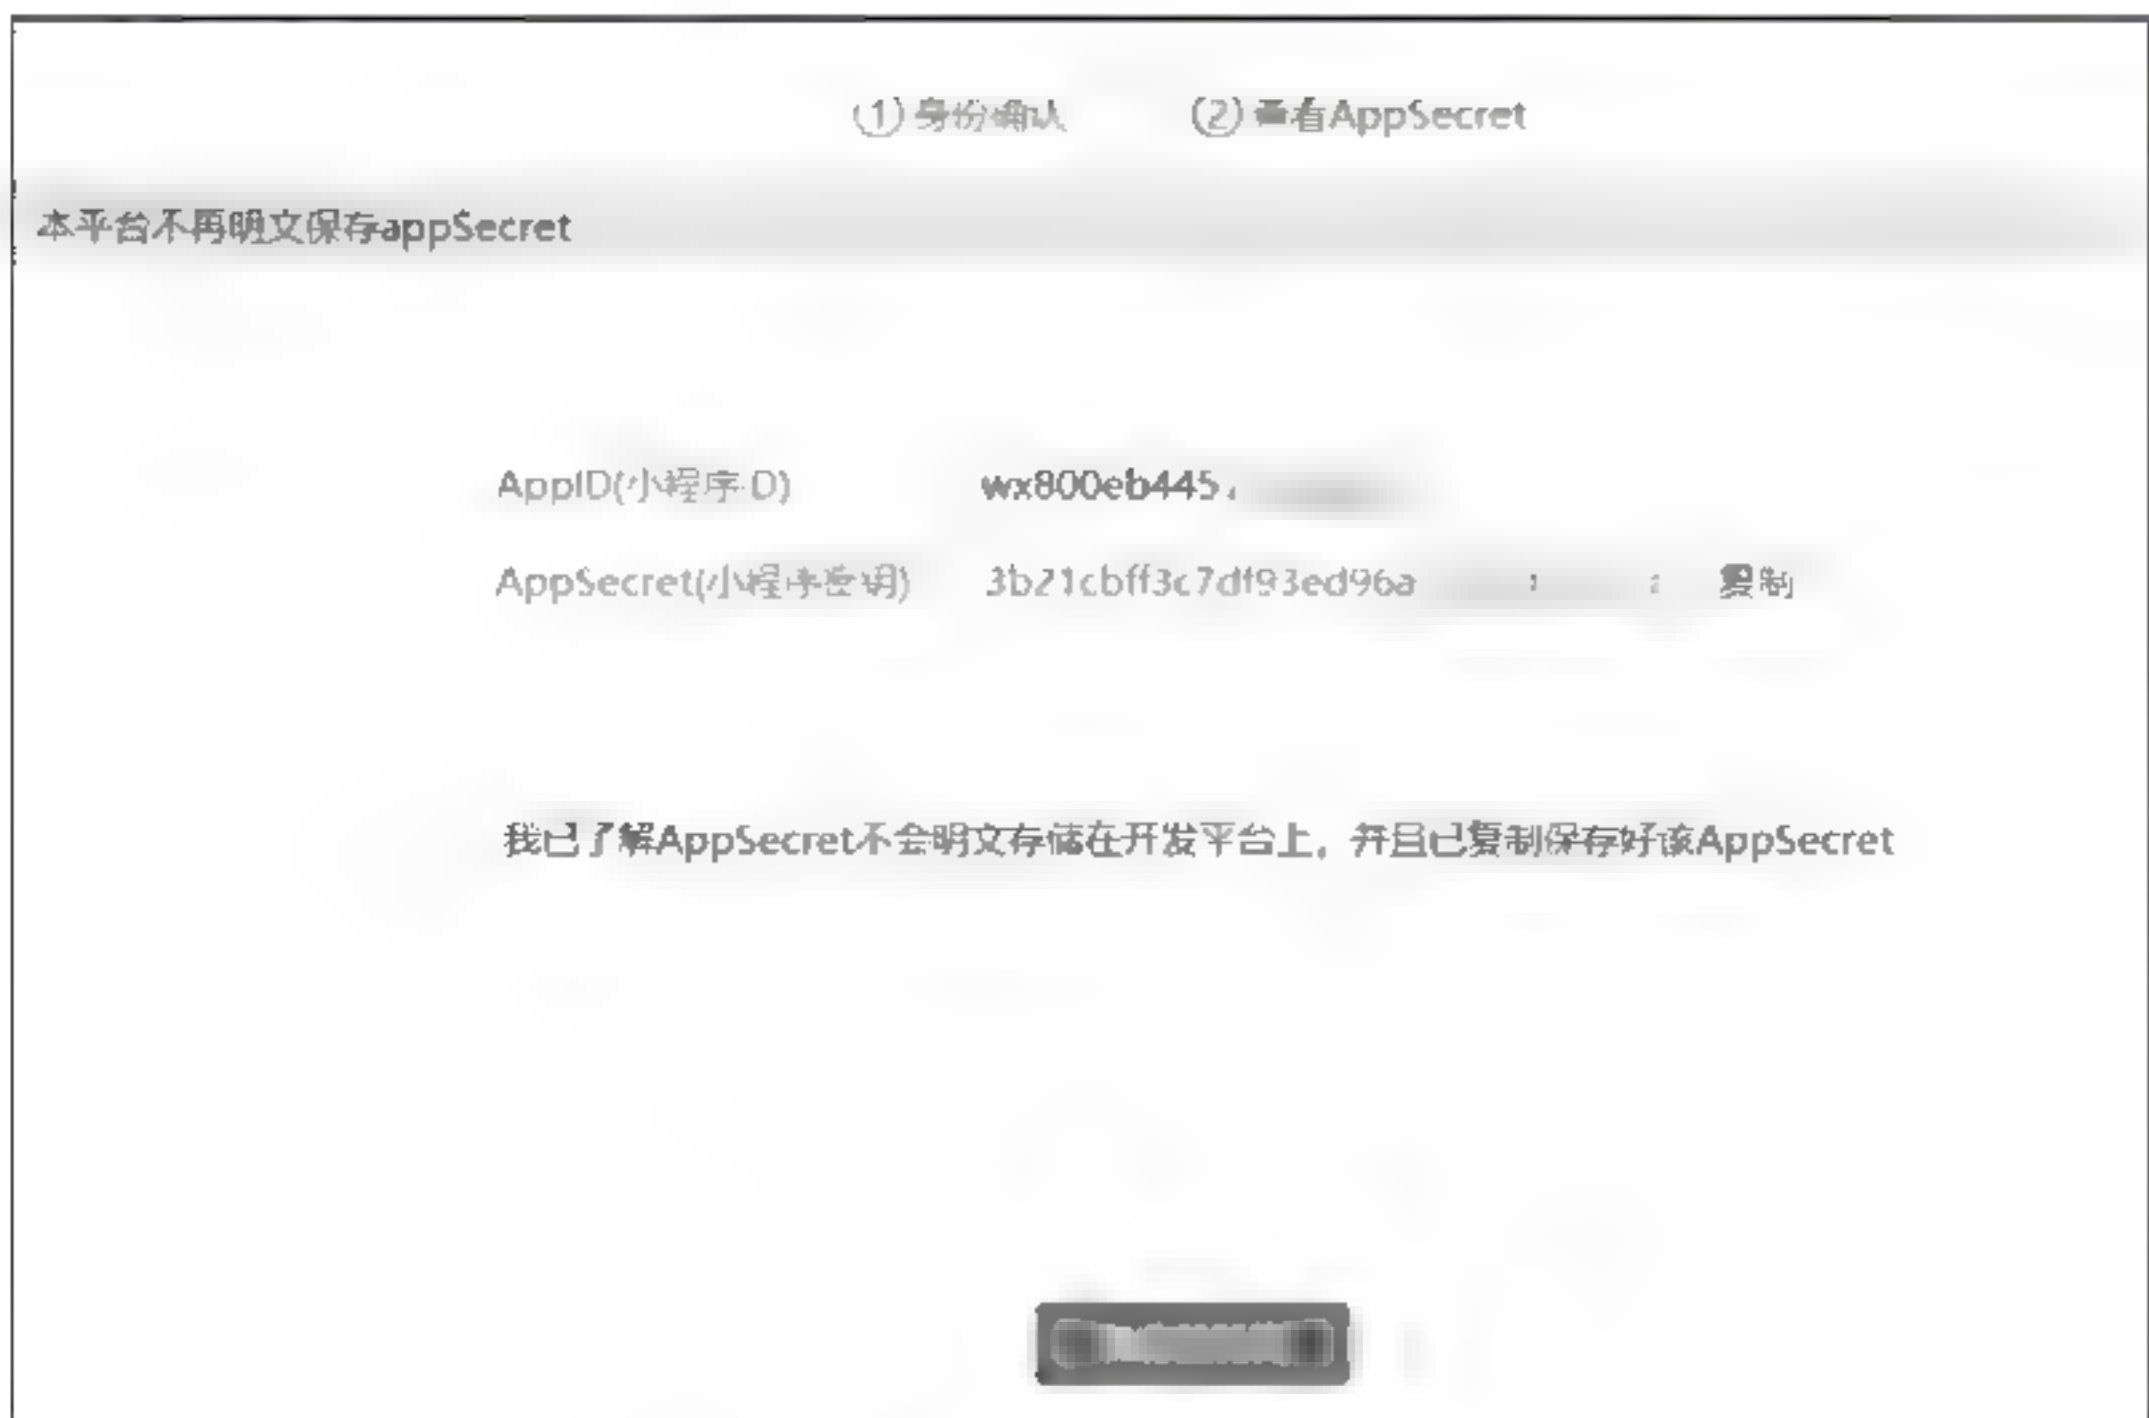 ① 身份确认 ② 查看AppSecret
本平台不再明文保存appSecret
AppID(小程序ID) wx800eb445
AppSecret(小程序密钥) 3b21cbff3c7df93ed96a 复制
我已了解AppSecret不会明文存储在开发平台上，并且已复制保存好该AppSecret